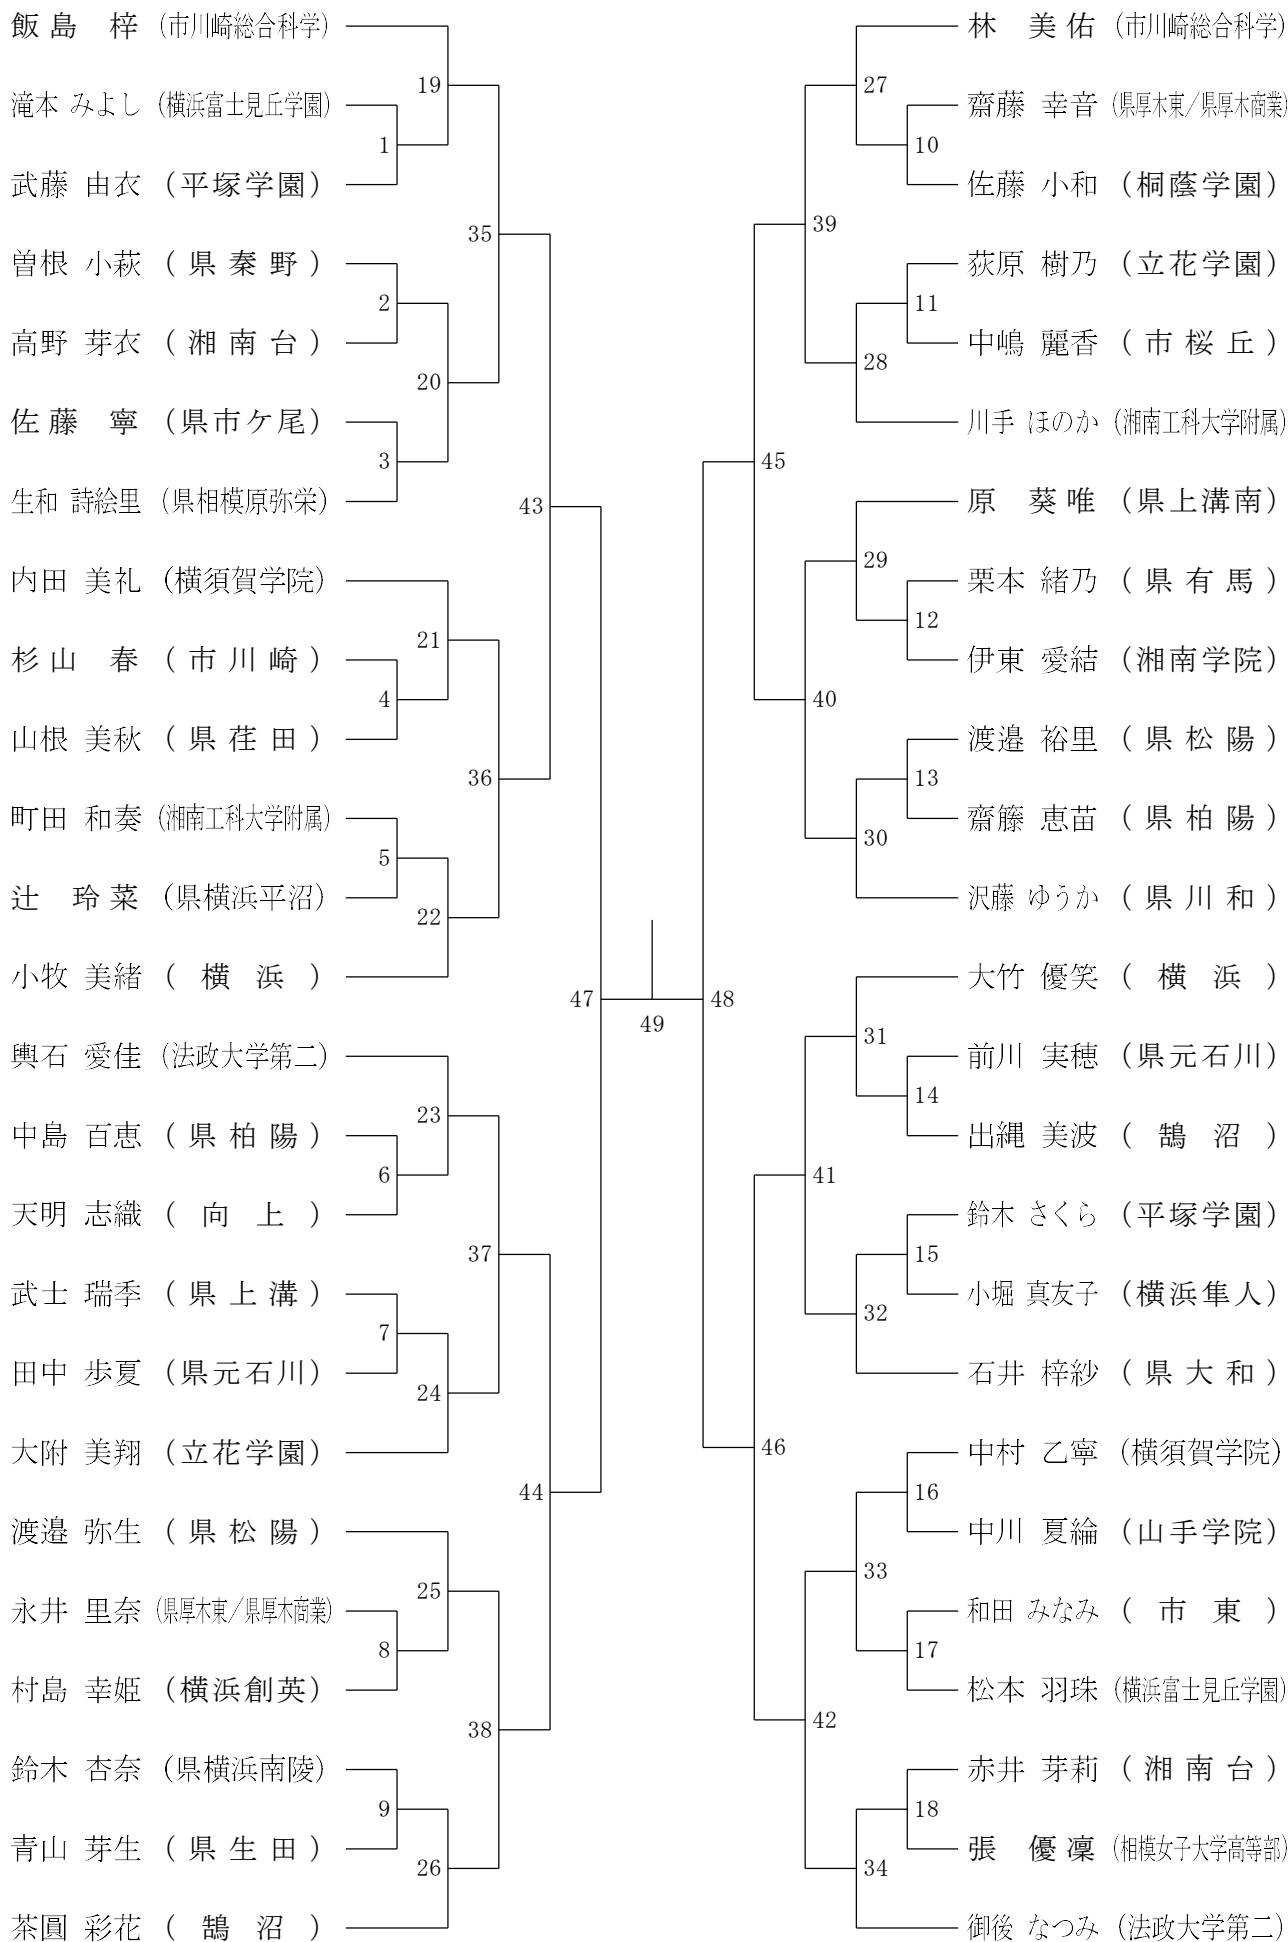 飯島 梓 (市川崎総合科学)
滝本 みよし (横浜富士見丘学園)
武藤 由衣 (平塚学園)
曽根 小萩 (県秦野)
高野 芽衣 (湘南台)
佐藤 寧 (県市ケ尾)
生和 詩絵里 (県相模原弥栄)
内田 美礼 (横須賀学院)
杉山 春 (市川崎)
山根 美秋 (県荏田)
町田 和奏 (湘南工科大学附属)
辻 玲菜 (県横浜平沼)
小牧 美緒 (横浜)
輿石 愛佳 (法政大学第二)
中島 百恵 (県柏陽)
天明 志織 (向上)
武士 瑞季 (県上溝)
田中 歩夏 (県元石川)
大附 美翔 (立花学園)
渡邉 弥生 (県松陽)
永井 里奈 (県厚木東/県厚木商業)
村島 幸姫 (横浜創英)
鈴木 杏奈 (県横浜南陵)
青山 芽生 (県生田)
茶圓 彩花 (鵠沼)
1
2
3
4
5
6
7
8
9
19
20
21
22
23
24
25
26
35
36
37
38
43
44
47
49
48
45
46
39
40
41
42
27
28
29
30
31
32
33
34
10
11
12
13
14
15
16
17
18
林 美佑 (市川崎総合科学)
齋藤 幸音 (県厚木東/県厚木商業)
佐藤 小和 (桐蔭学園)
荻原 樹乃 (立花学園)
中嶋 麗香 (市桜丘)
川手 ほのか (湘南工科大学附属)
原 葵唯 (県上溝南)
栗本 緒乃 (県有馬)
伊東 愛結 (湘南学院)
渡邉 裕里 (県松陽)
齋籐 恵苗 (県柏陽)
沢藤 ゆうか (県川和)
大竹 優笑 (横浜)
前川 実穂 (県元石川)
出縄 美波 (鵠沼)
鈴木 さくら (平塚学園)
小堀 真友子 (横浜隼人)
石井 梓紗 (県大和)
中村 乙寧 (横須賀学院)
中川 夏綸 (山手学院)
和田 みなみ (市東)
松本 羽珠 (横浜富士見丘学園)
赤井 芽莉 (湘南台)
張 優凜 (相模女子大学高等部)
御後 なつみ (法政大学第二)